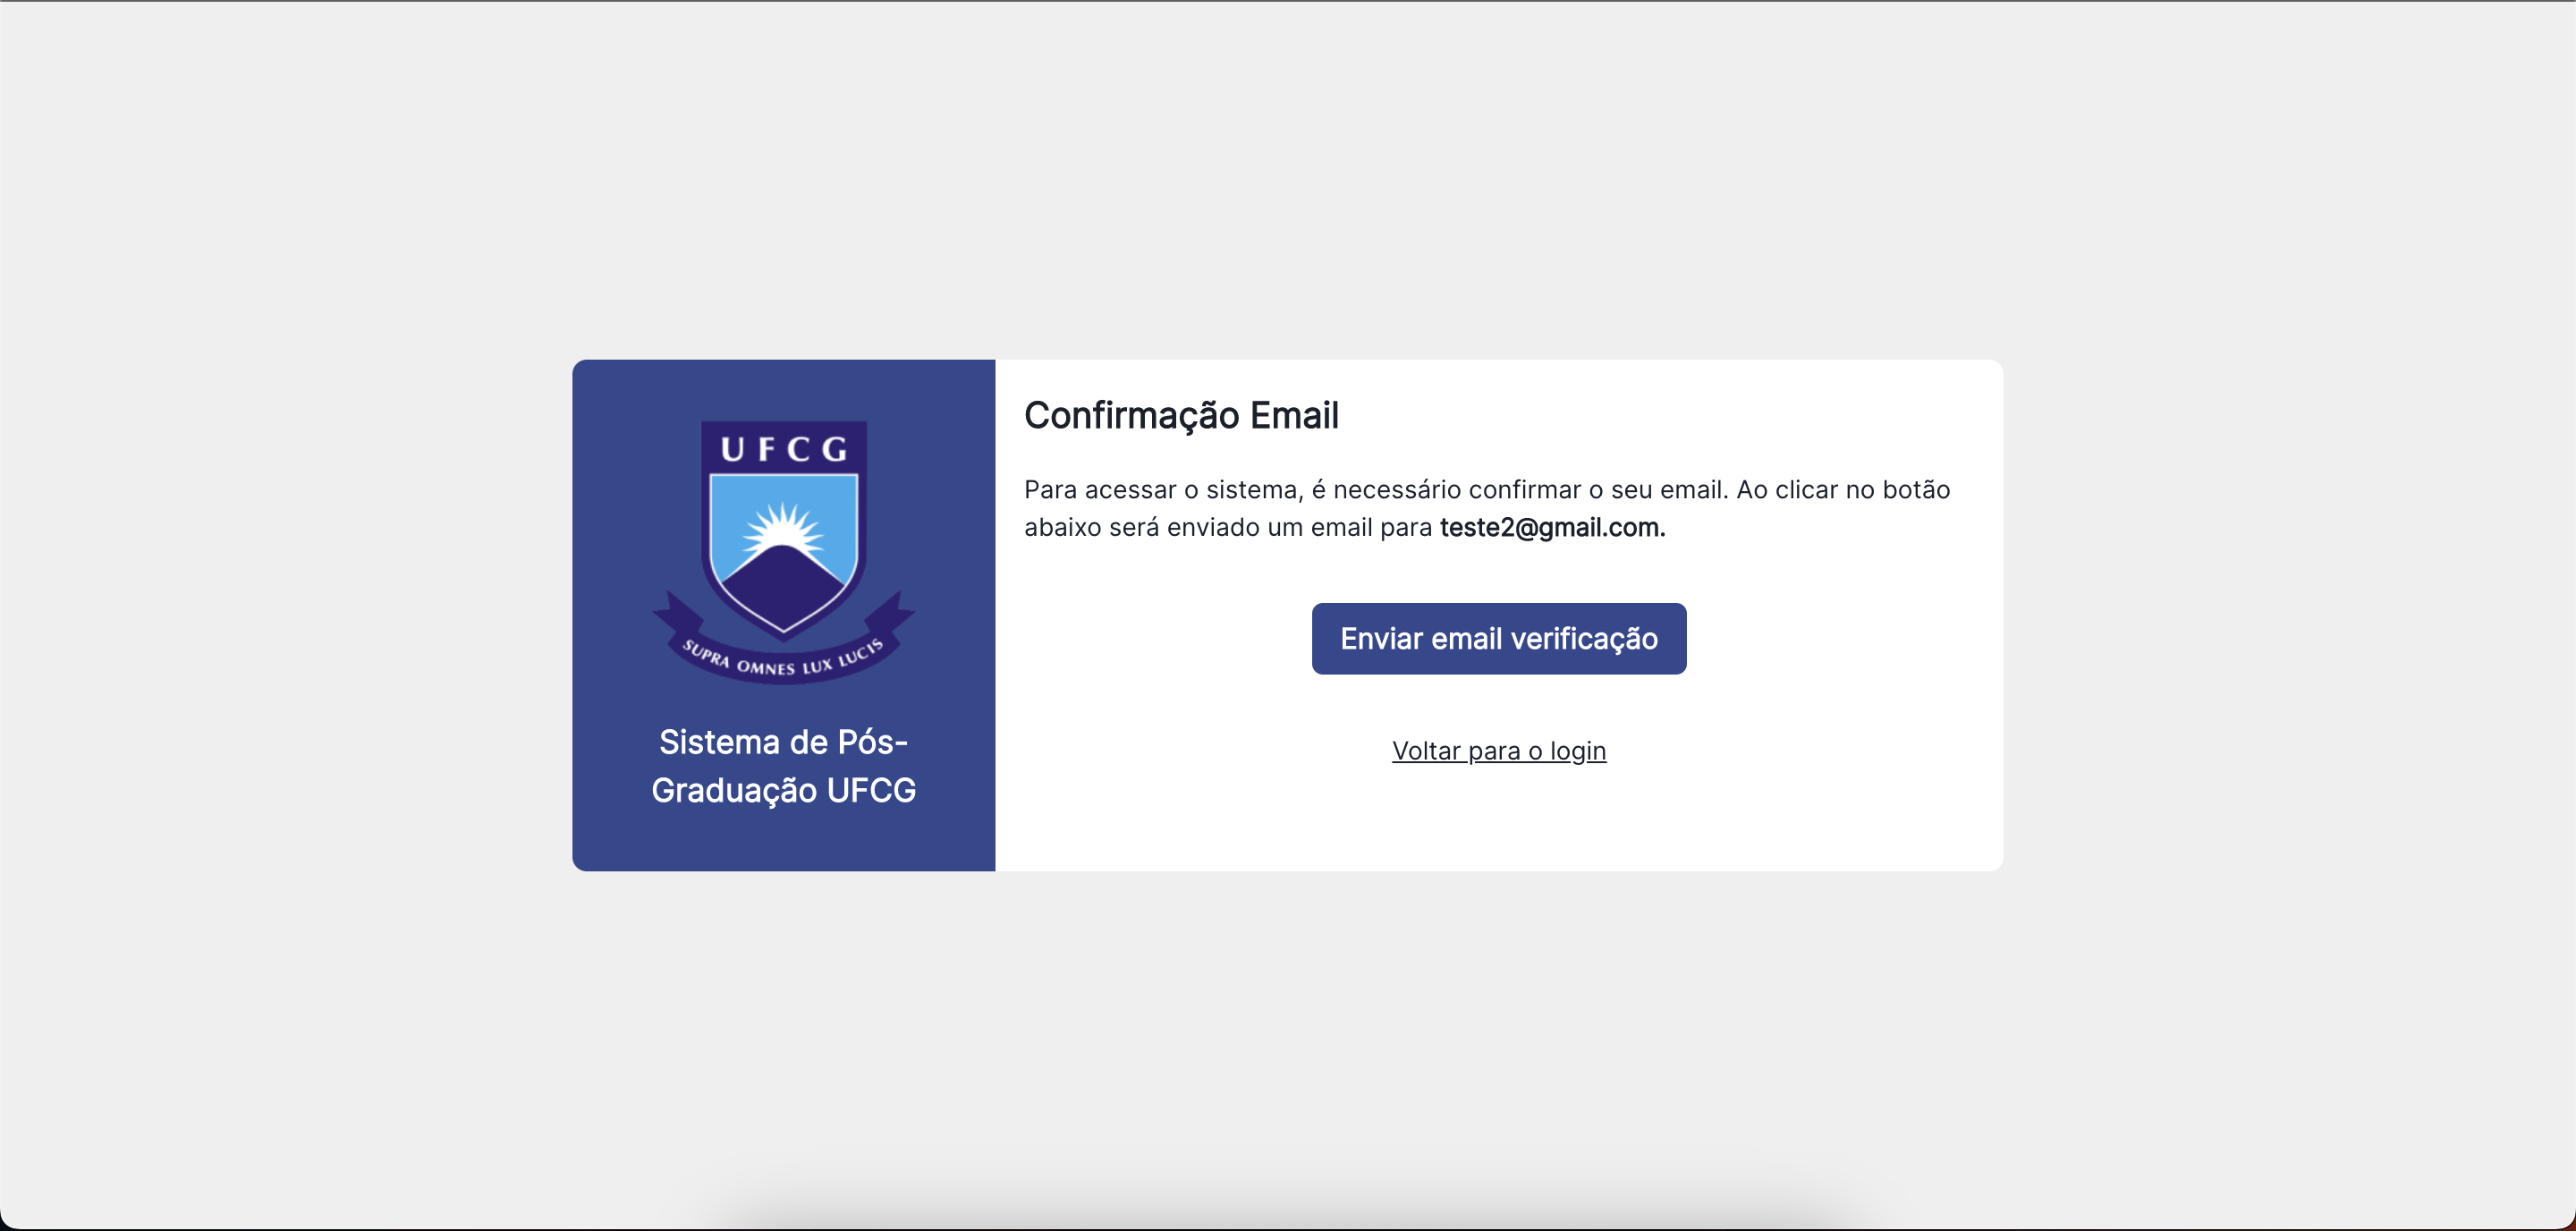 UFCG
SUPRA OMNES LUX LUCIS
Sistema de Pós-
Graduação UFCG
Confirmação Email
Para acessar o sistema, é necessário confirmar o seu email. Ao clicar no botão
abaixo será enviado um email para teste2@gmail.com.
Enviar email verificação
Voltar para o login